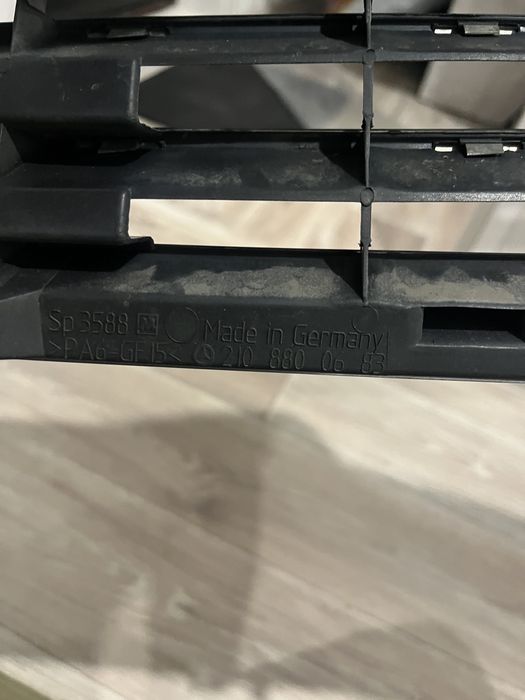 Sp 3588 Made in Germany
>PA6-GF15< 210 880 06 83